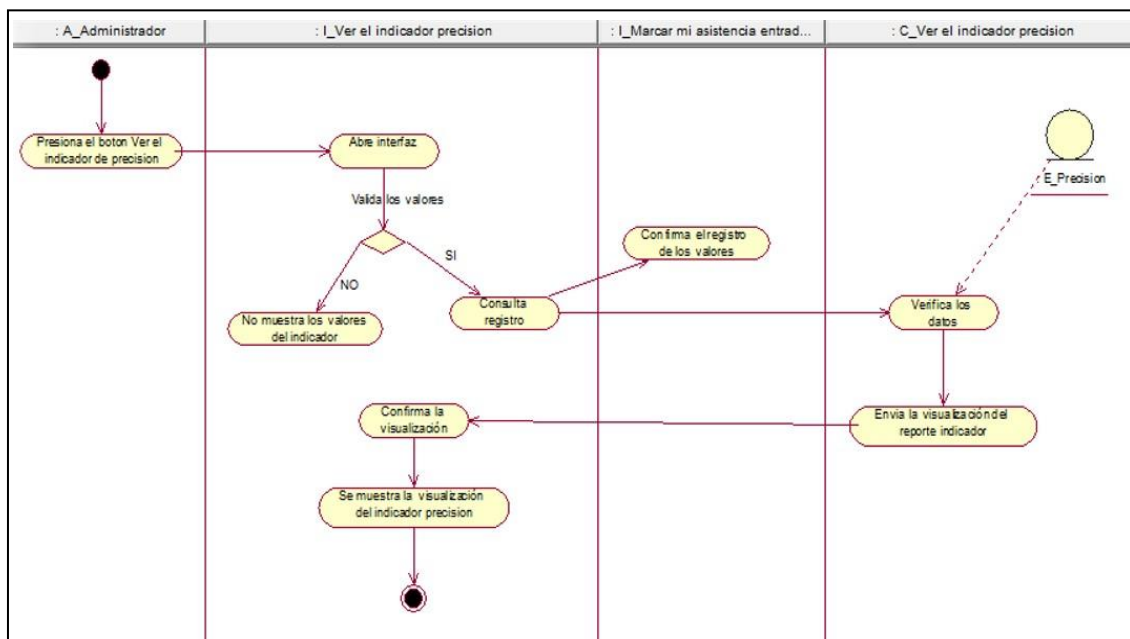 : A_Administrador
: I_Ver el indicador precision
: I_Marcar mi asistencia entrad...
: C_Ver el indicador precision
Presiona el boton Ver el
indicador de precision
Abre interfaz
: E_Precision
Valida los valores
Confirma el registro
de los valores
SI
NO
Consulta
registro
Verifica los
datos
No muestra los valores
del indicador
Confirma la
visualización
Envia la visualización del
reporte indicador
Se muestra la visualización
del indicador precision